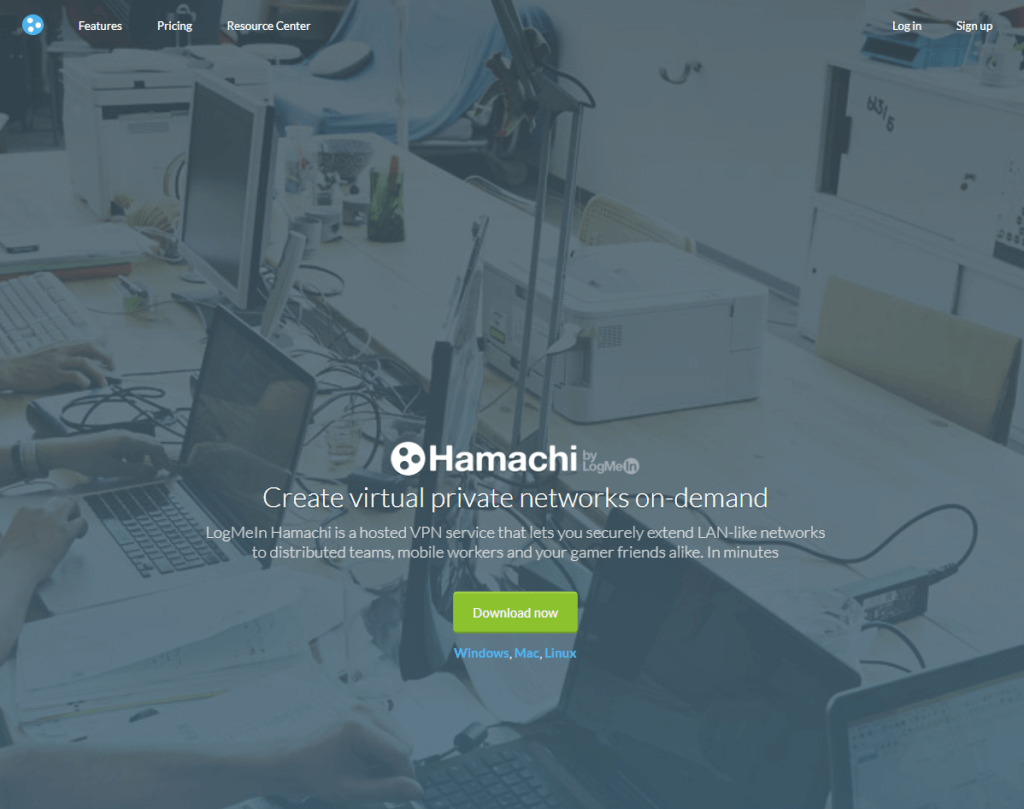 Features Pricing Resource Center Log in Sign up
613/5
Hamachi by LogMeIn
Create virtual private networks on-demand
LogMeIn Hamachi is a hosted VPN service that lets you securely extend LAN-like networks
to distributed teams, mobile workers and your gamer friends alike. In minutes
Download now
Windows, Mac, Linux